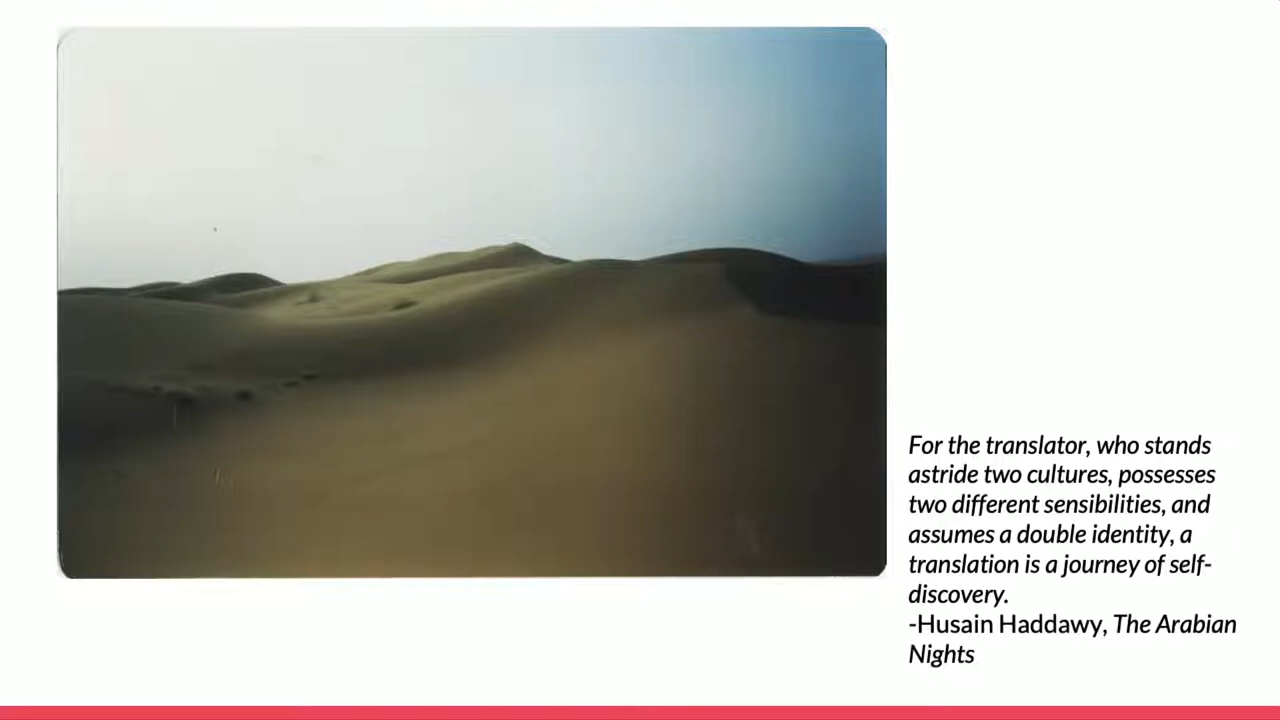 For the translator, who stands
astride two cultures, possesses
two different sensibilities, and
assumes a double identity, a
translation is a journey of self-
discovery.
-Husain Haddawy, The Arabian
Nights